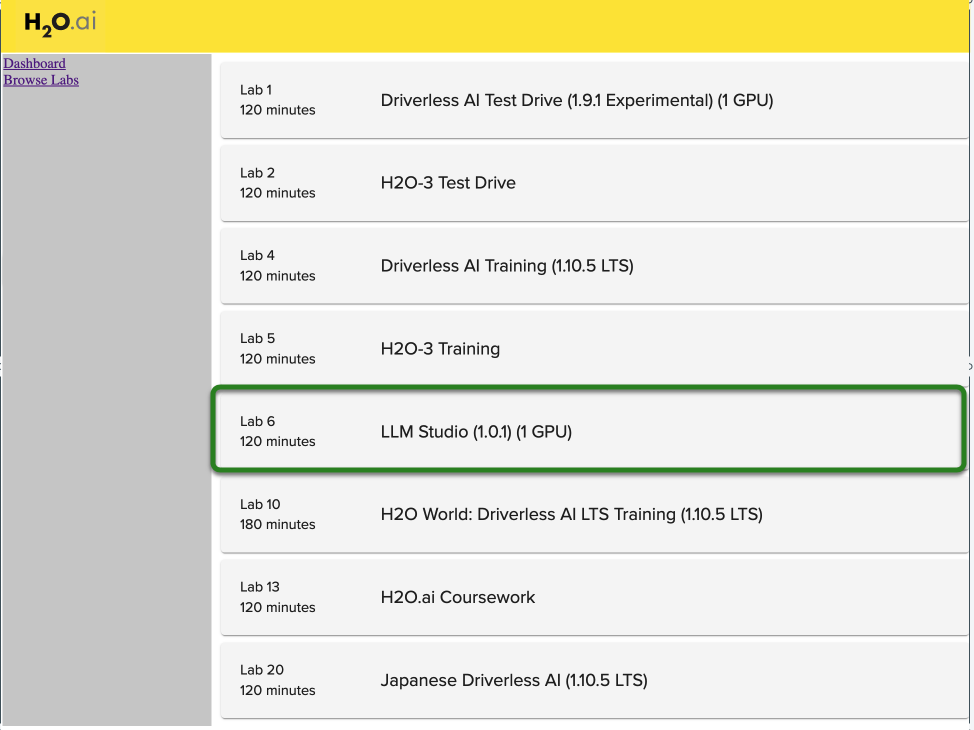 H2O.ai
Dashboard
Browse Labs
Lab 1
120 minutes
Driverless AI Test Drive (1.9.1 Experimental) (1 GPU)
Lab 2
120 minutes
H2O-3 Test Drive
Lab 4
120 minutes
Driverless AI Training (1.10.5 LTS)
Lab 5
120 minutes
H2O-3 Training
Lab 6
120 minutes
LLM Studio (1.0.1) (1 GPU)
Lab 10
180 minutes
H2O World: Driverless AI LTS Training (1.10.5 LTS)
Lab 13
120 minutes
H2O.ai Coursework
Lab 20
120 minutes
Japanese Driverless AI (1.10.5 LTS)